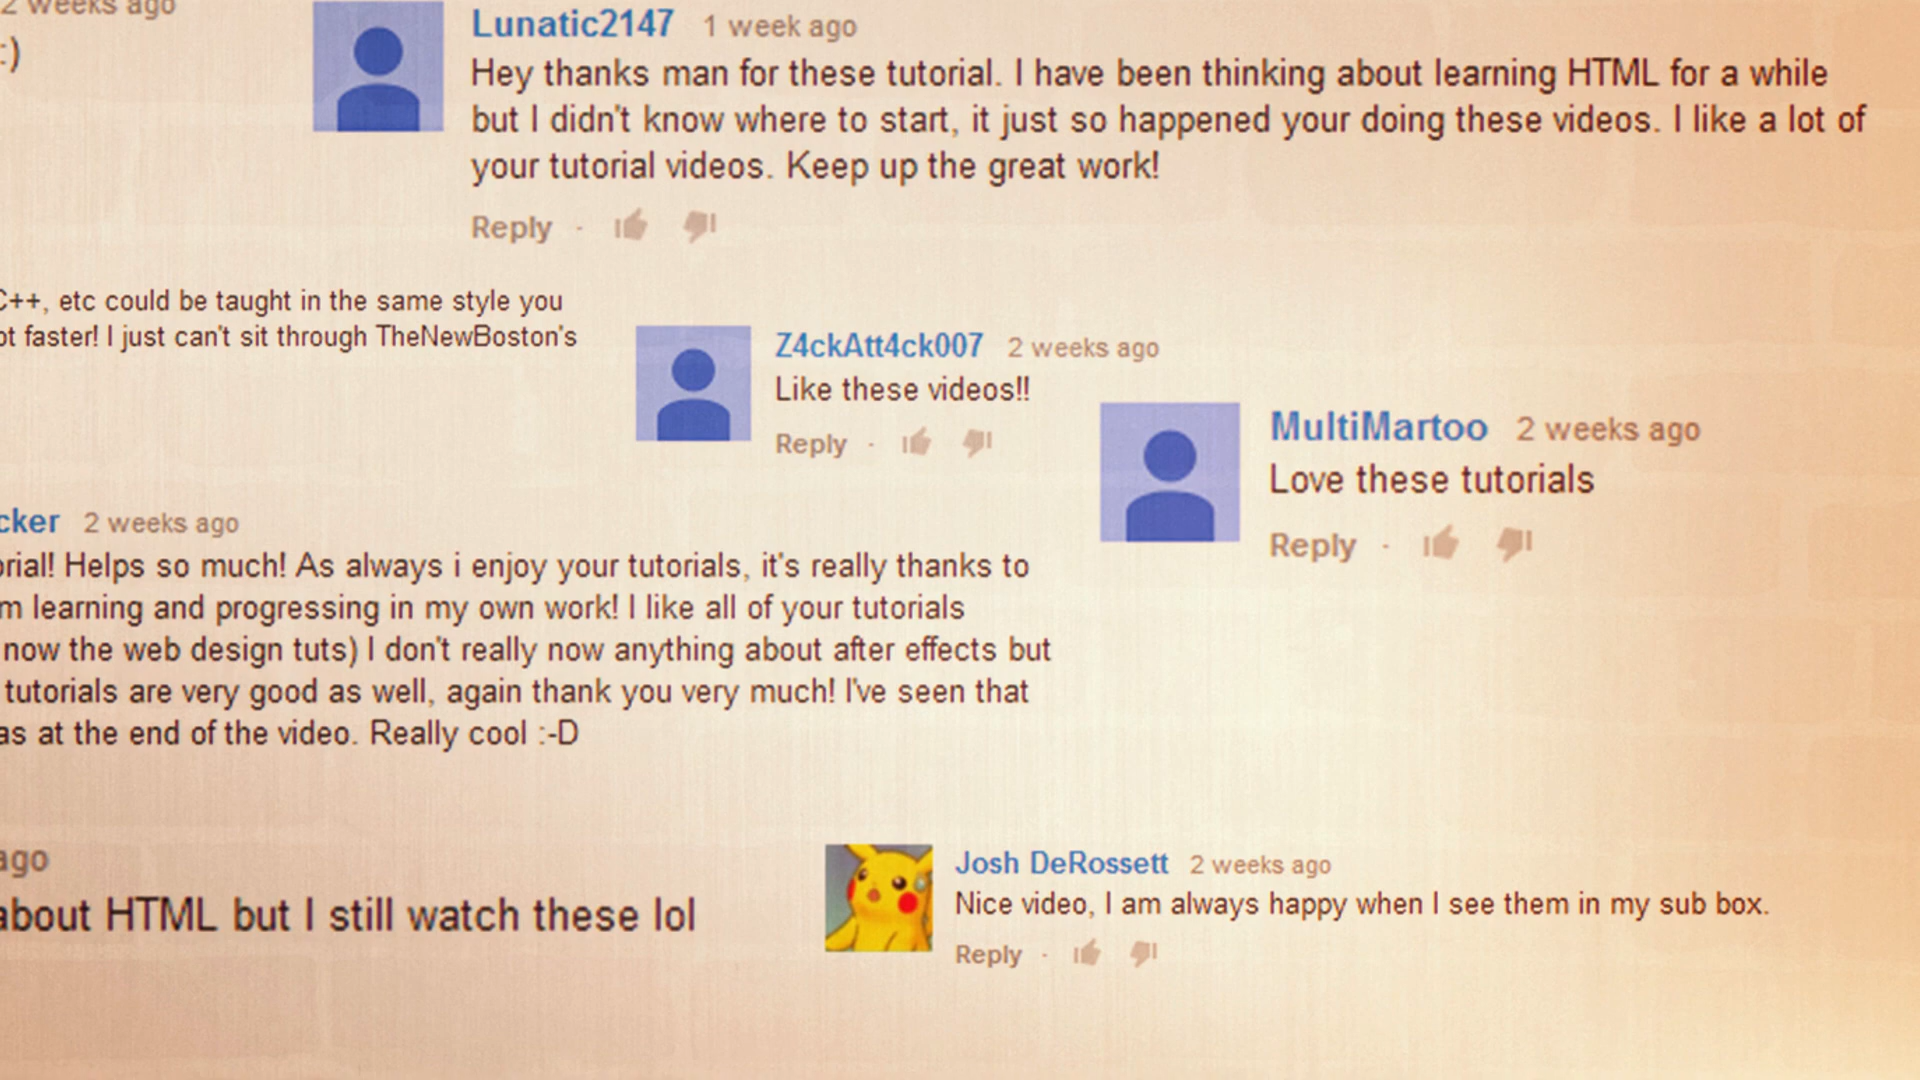 2 weeks ago
:)
Lunatic2147 1 week ago
Hey thanks man for these tutorial. I have been thinking about learning HTML for a while
but I didn't know where to start, it just so happened your doing these videos. I like a lot of
your tutorial videos. Keep up the great work!
Reply ·
C++, etc could be taught in the same style you
ot faster! I just can't sit through TheNewBoston's
Z4ckAtt4ck007 2 weeks ago
Like these videos!!
Reply ·
MultiMartoo 2 weeks ago
Love these tutorials
Reply ·
cker 2 weeks ago
orial! Helps so much! As always i enjoy your tutorials, it's really thanks to
m learning and progressing in my own work! I like all of your tutorials
now the web design tuts) I don't really now anything about after effects but
tutorials are very good as well, again thank you very much! I've seen that
as at the end of the video. Really cool :-D
ago
about HTML but I still watch these lol
Josh DeRossett 2 weeks ago
Nice video, I am always happy when I see them in my sub box.
Reply ·